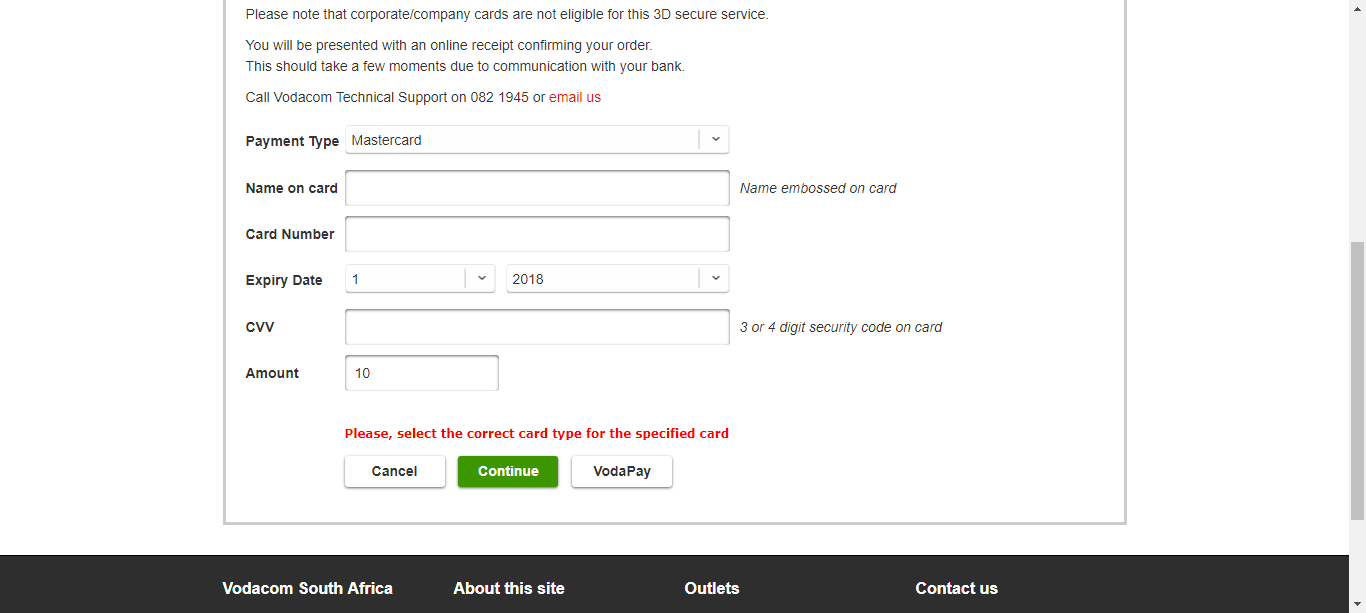 Please note that corporate/company cards are not eligible for this 3D secure service.
You will be presented with an online receipt confirming your order.
This should take a few moments due to communication with your bank.
Call Vodacom Technical Support on 082 1945 or email us
Payment Type Mastercard
Name on card Name embossed on card
Card Number
Expiry Date 1 2018
CVV 3 or 4 digit security code on card
Amount 10
Please, select the correct card type for the specified card
Cancel Continue VodaPay
Vodacom South Africa About this site Outlets Contact us